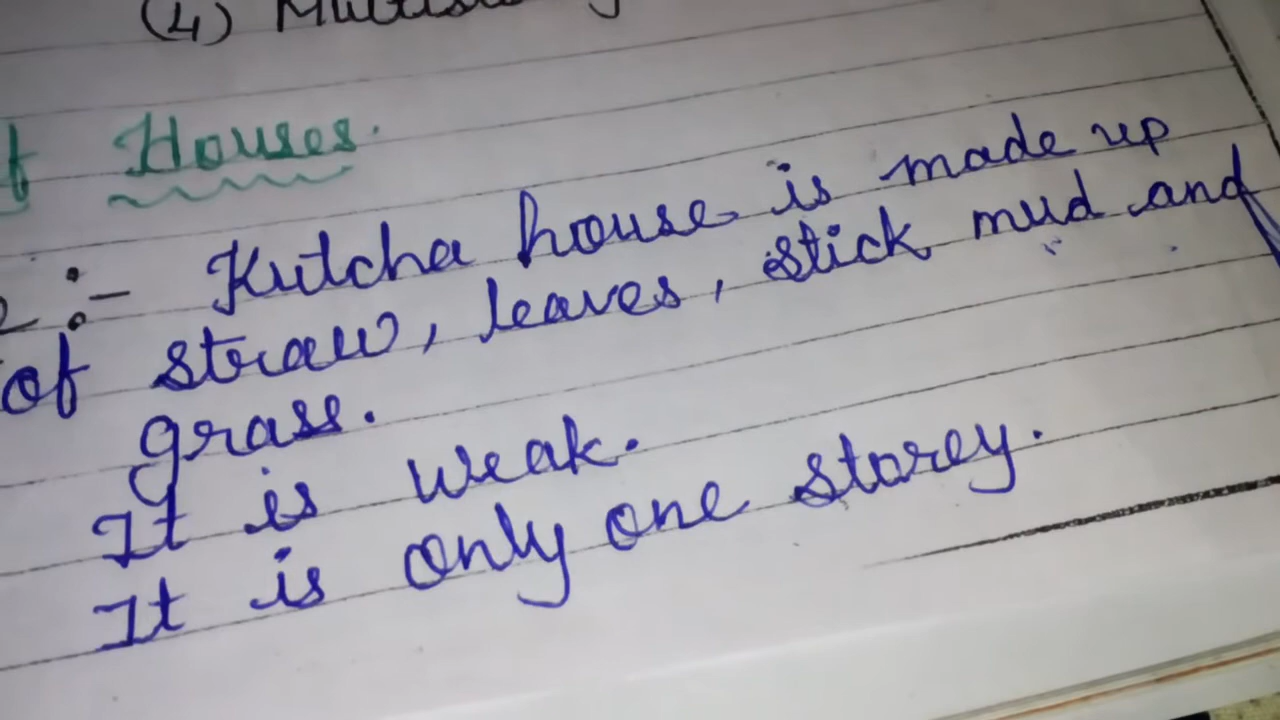 (4)
Houses.
:- Kutcha house is made up
of straw, leaves, stick mud and
grass.
It is weak.
It is only one storey.